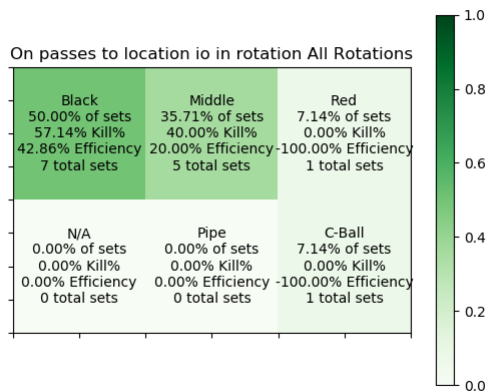 On passes to location io in rotation All Rotations
Black
50.00% of sets
57.14% Kill%
42.86% Efficiency
7 total sets
Middle
35.71% of sets
40.00% Kill%
20.00% Efficiency
5 total sets
Red
7.14% of sets
0.00% Kill%
-100.00% Efficiency
1 total sets
N/A
0.00% of sets
0.00% Kill%
0.00% Efficiency
0 total sets
Pipe
0.00% of sets
0.00% Kill%
0.00% Efficiency
0 total sets
C-Ball
7.14% of sets
0.00% Kill%
-100.00% Efficiency
1 total sets
1.0
0.8
0.6
0.4
0.2
0.0